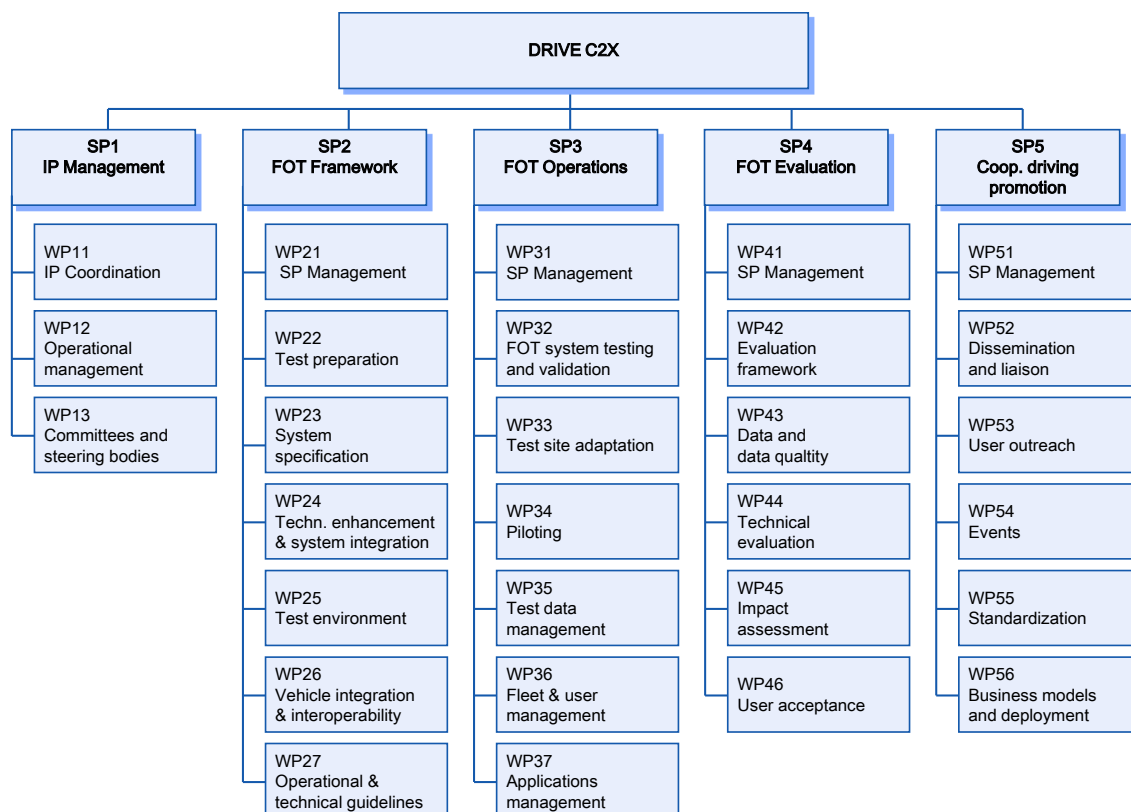 DRIVE C2X
SP1
IP Management
WP11
IP Coordination
WP12
Operational
management
WP13
Committees and
steering bodies
SP2
FOT Framework
WP21
SP Management
WP22
Test preparation
WP23
System
specification
WP24
Techn. enhancement
& system integration
WP25
Test environment
WP26
Vehicle integration
& interoperability
WP27
Operational &
technical guidelines
SP3
FOT Operations
WP31
SP Management
WP32
FOT system testing
and validation
WP33
Test site adaptation
WP34
Piloting
WP35
Test data
management
WP36
Fleet & user
management
WP37
Applications
management
SP4
FOT Evaluation
WP41
SP Management
WP42
Evaluation
framework
WP43
Data and
data qualtity
WP44
Technical
evaluation
WP45
Impact
assessment
WP46
User acceptance
SP5
Coop. driving
promotion
WP51
SP Management
WP52
Dissemination
and liaison
WP53
User outreach
WP54
Events
WP55
Standardization
WP56
Business models
and deployment